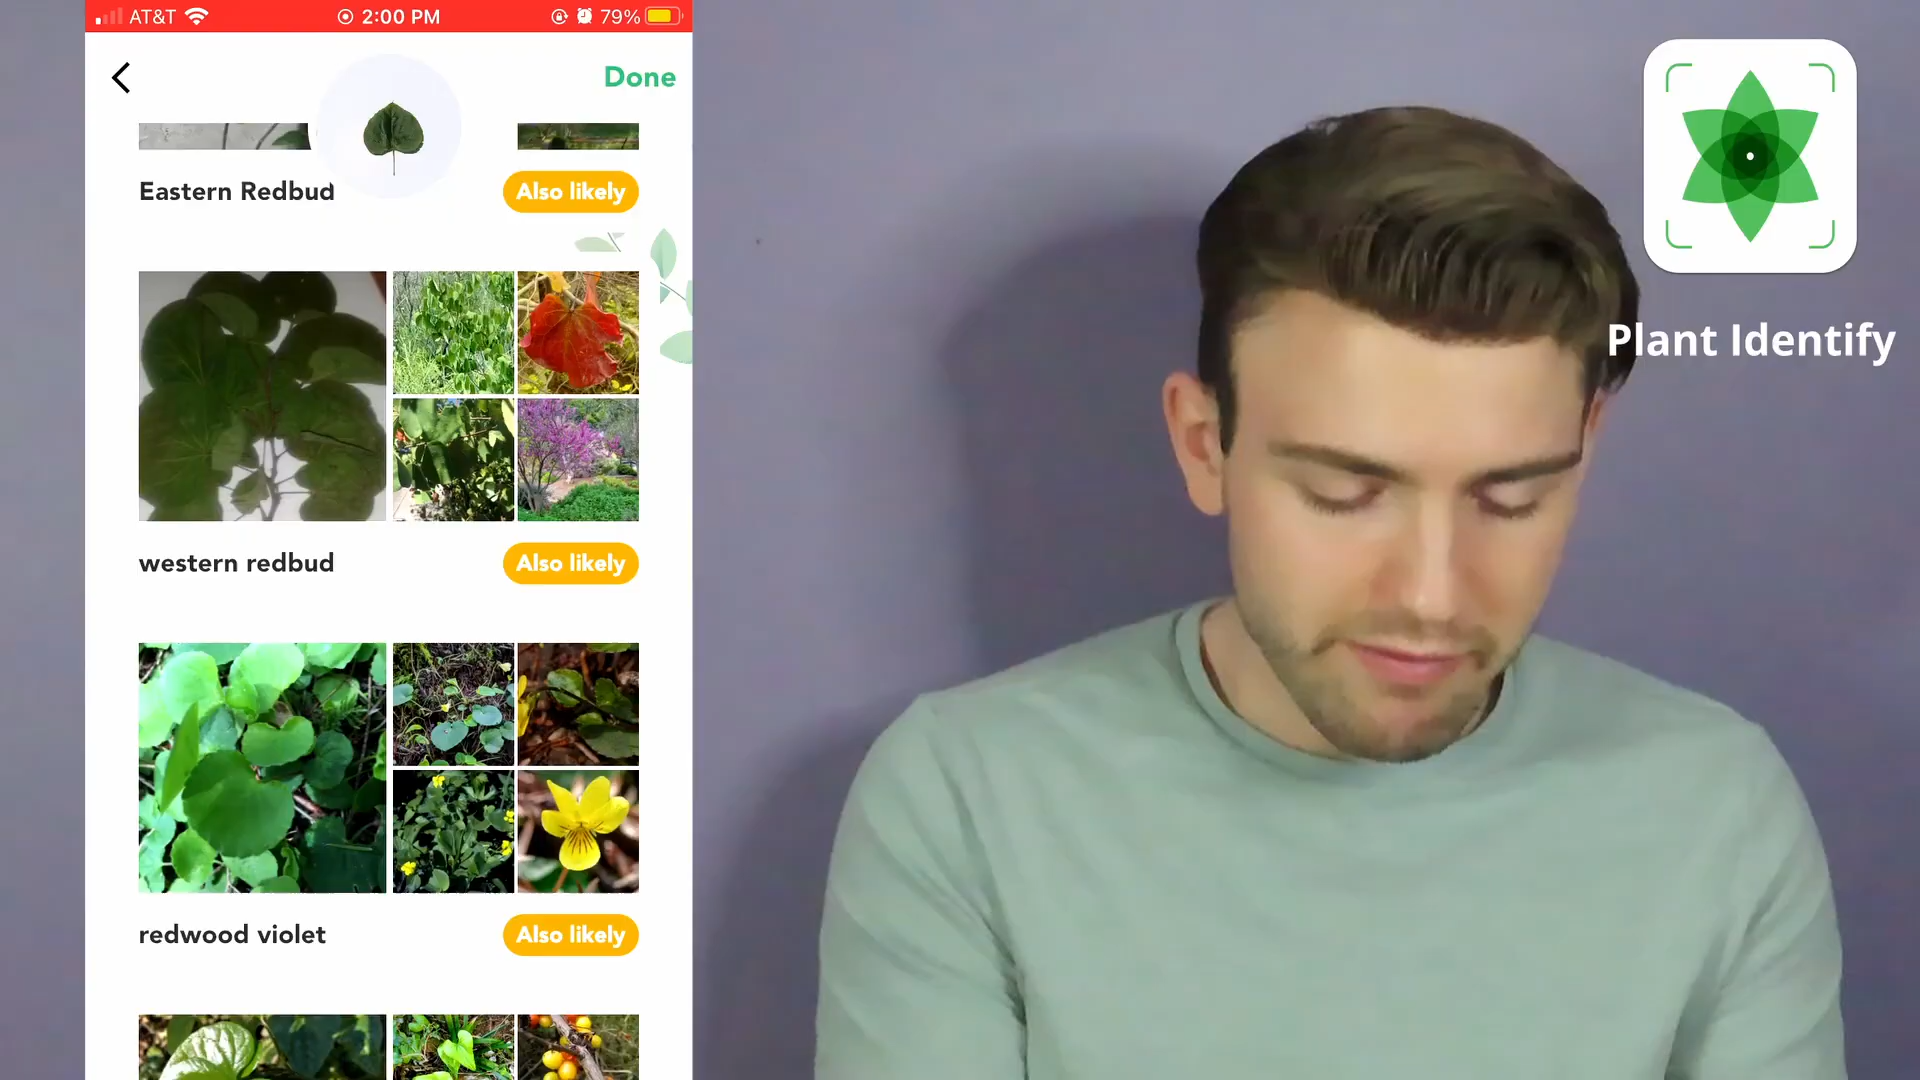 AT&T 2:00 PM 79%
Done
Eastern Redbud Also likely
western redbud Also likely
redwood violet Also likely
Plant Identify